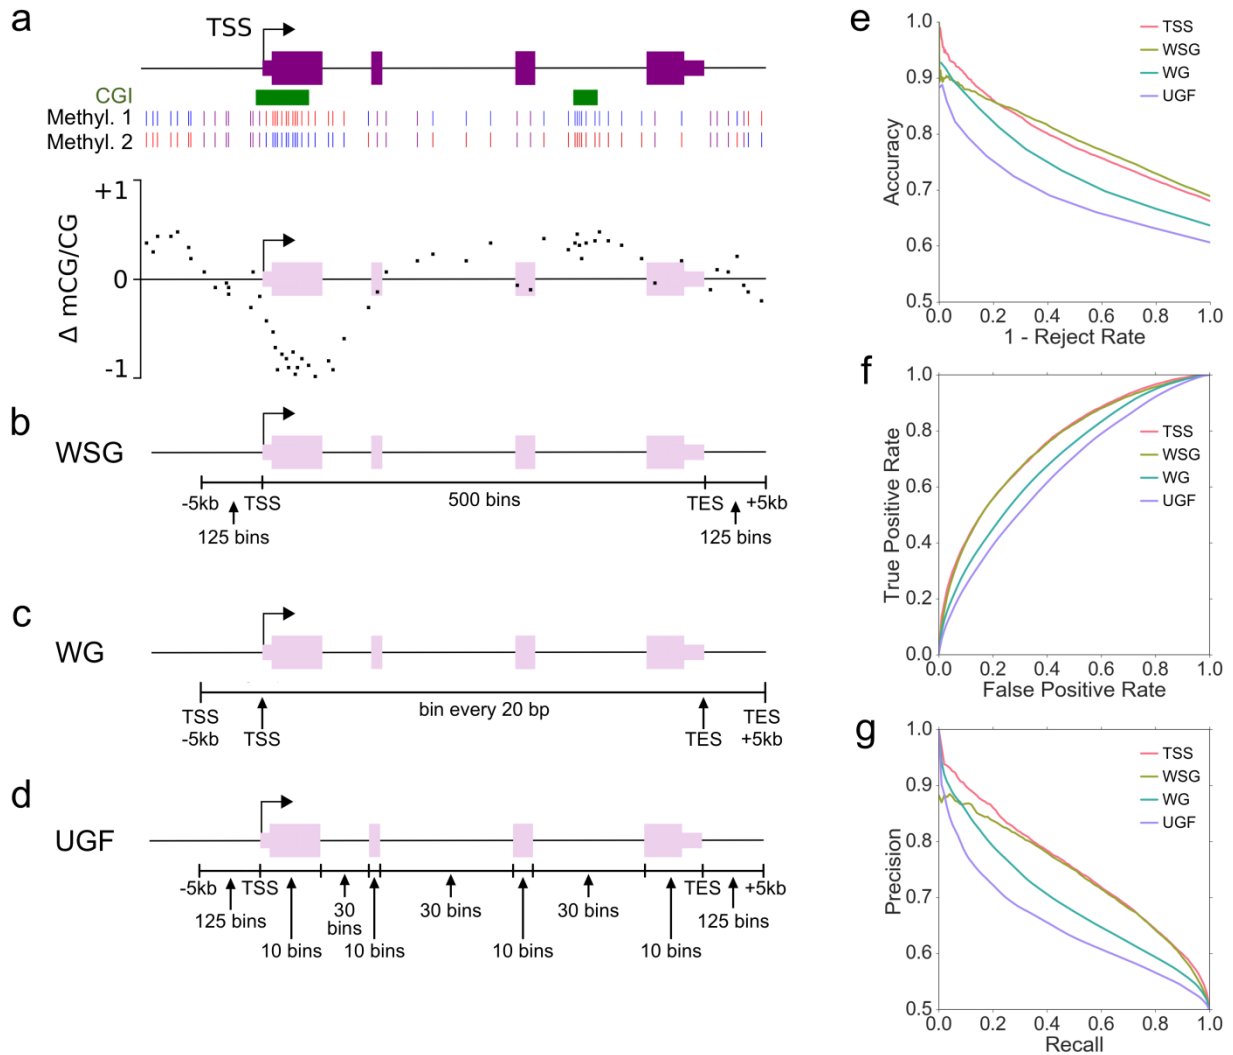 a
TSS
CGI
Methyl. 1
Methyl. 2
+1
0
-1
Δ mCG/CG
b
WSG
-5kb TSS 500 bins TES +5kb
125 bins 125 bins
c
WG
bin every 20 bp
TSS TES
-5kb TSS TES +5kb
d
UGF
-5kb TSS TES +5kb
125 bins 30 30 bins 30 bins 125 bins
bins
10 bins 10 bins 10 bins 10 bins
e
1.0
0.9
0.8
0.7
0.6
0.5
Accuracy
TSS
WSG
WG
UGF
0.0 0.2 0.4 0.6 0.8 1.0
1 - Reject Rate
f
1.0
0.8
0.6
0.4
0.2
0.0
True Positive Rate
TSS
WSG
WG
UGF
0.0 0.2 0.4 0.6 0.8 1.0
False Positive Rate
g
1.0
0.9
0.8
0.7
0.6
0.5
Precision
TSS
WSG
WG
UGF
0.0 0.2 0.4 0.6 0.8 1.0
Recall